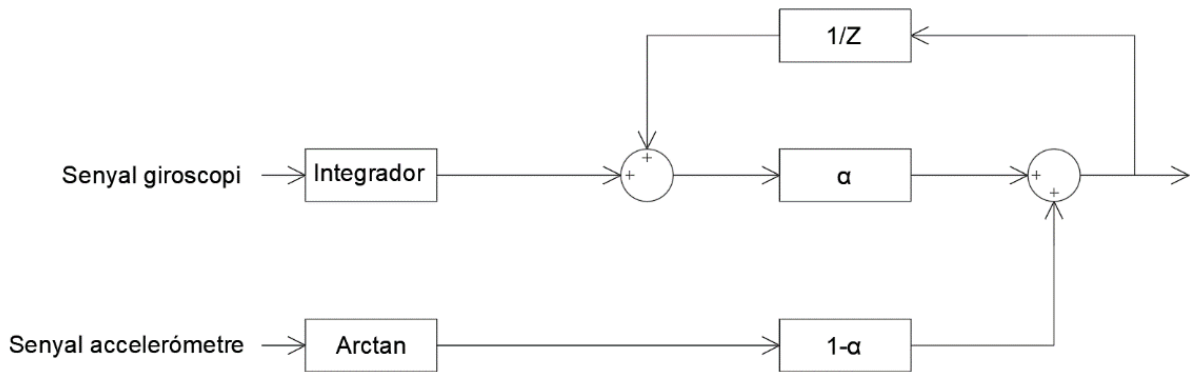 1/Z
Senyal giroscopi
Integrador
+
+
α
+
+
Senyal accelerómetre
Arctan
1-α